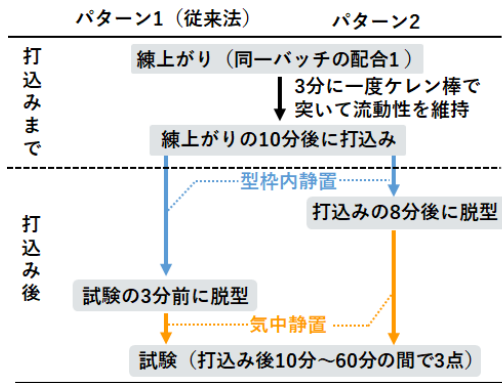 パターン1（従来法）
パターン2
打込みまで
練上がり（同一バッチの配合1）
3分に一度ケレン棒で
突いて流動性を維持
練上がりの10分後に打込み
打込み後
型枠内静置
打込みの8分後に脱型
試験の3分前に脱型
気中静置
試験（打込み後10分～60分の間で3点）